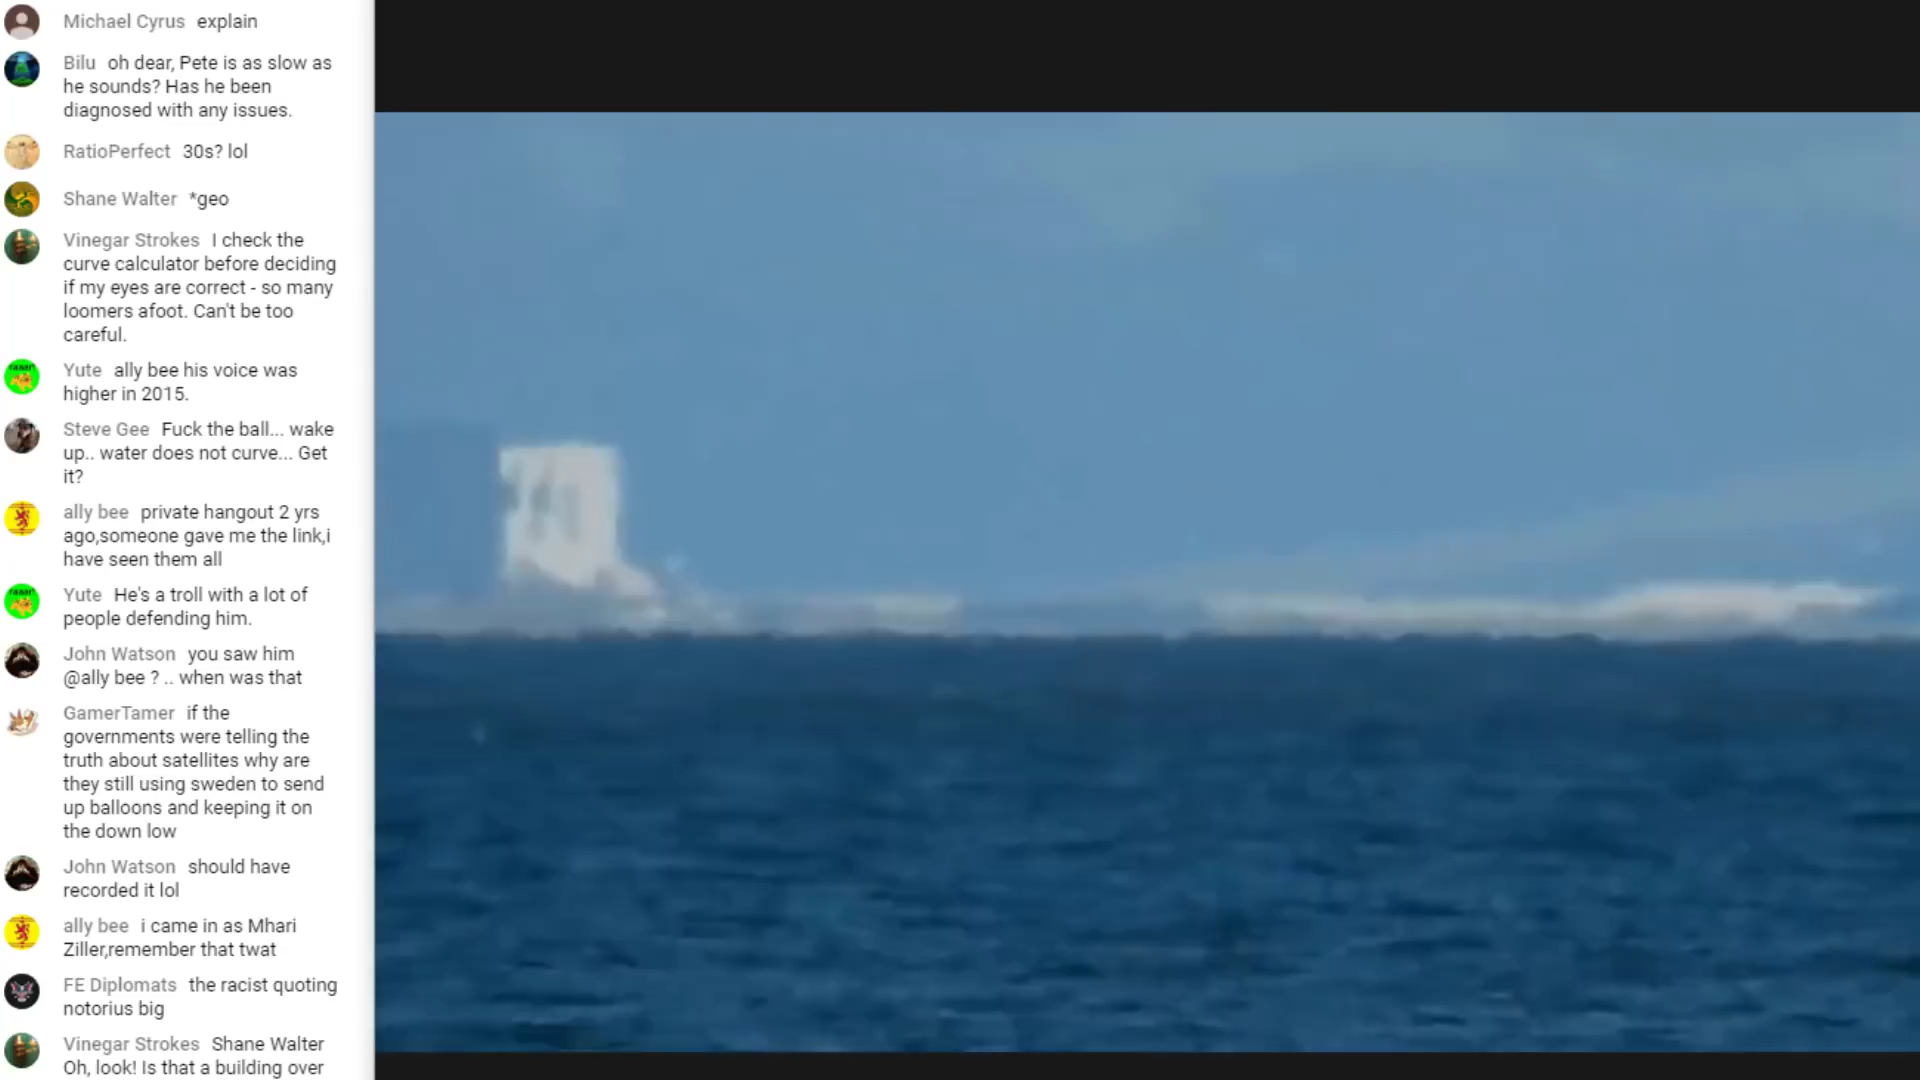 Michael Cyrus explain
Bilu oh dear, Pete is as slow as
he sounds? Has he been
diagnosed with any issues.
RatioPerfect 30s? lol
Shane Walter *geo
Vinegar Strokes I check the
curve calculator before deciding
if my eyes are correct - so many
loomers afoot. Can't be too
careful.
Yute ally bee his voice was
higher in 2015.
Steve Gee Fuck the ball... wake
up.. water does not curve... Get
it?
ally bee private hangout 2 yrs
ago,someone gave me the link,i
have seen them all
Yute He's a troll with a lot of
people defending him.
John Watson you saw him
@ally bee ? .. when was that
GamerTamer if the
governments were telling the
truth about satellites why are
they still using sweden to send
up balloons and keeping it on
the down low
John Watson should have
recorded it lol
ally bee i came in as Mhari
Ziller,remember that twat
FE Diplomats the racist quoting
notorius big
Vinegar Strokes Shane Walter
Oh, look! Is that a building over